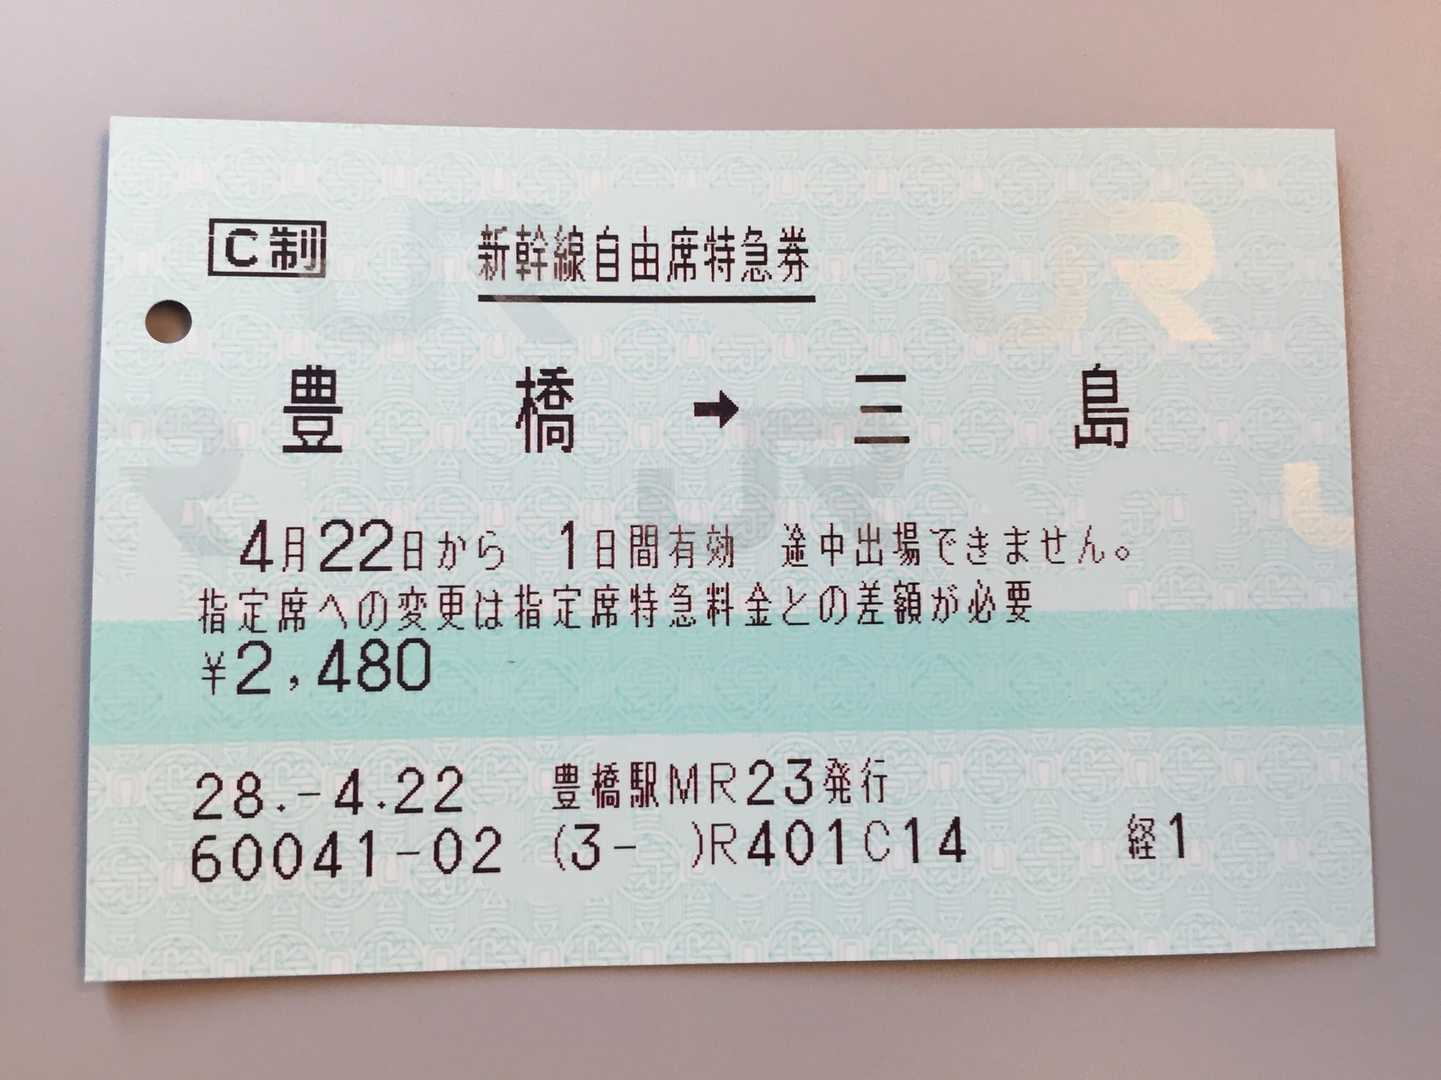 C制 新幹線自由席特急券
豊橋 ➡ 三島
4月22日から 1日間有効 途中出場できません。
指定席への変更は指定席特急料金との差額が必要
¥2,480
28.-4.22 豊橋駅MR23発行
60041-02 (3- )R401C14 経1